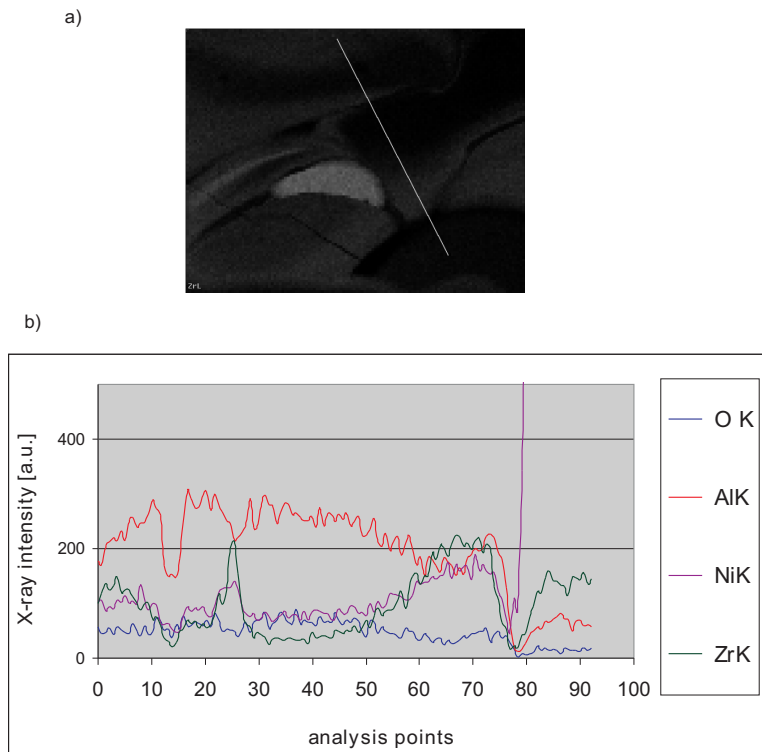 a)
ZrL
b)
X-ray intensity [a.u.]
400
200
0
0 10 20 30 40 50 60 70 80 90 100
analysis points
O K
AlK
NiK
ZrK